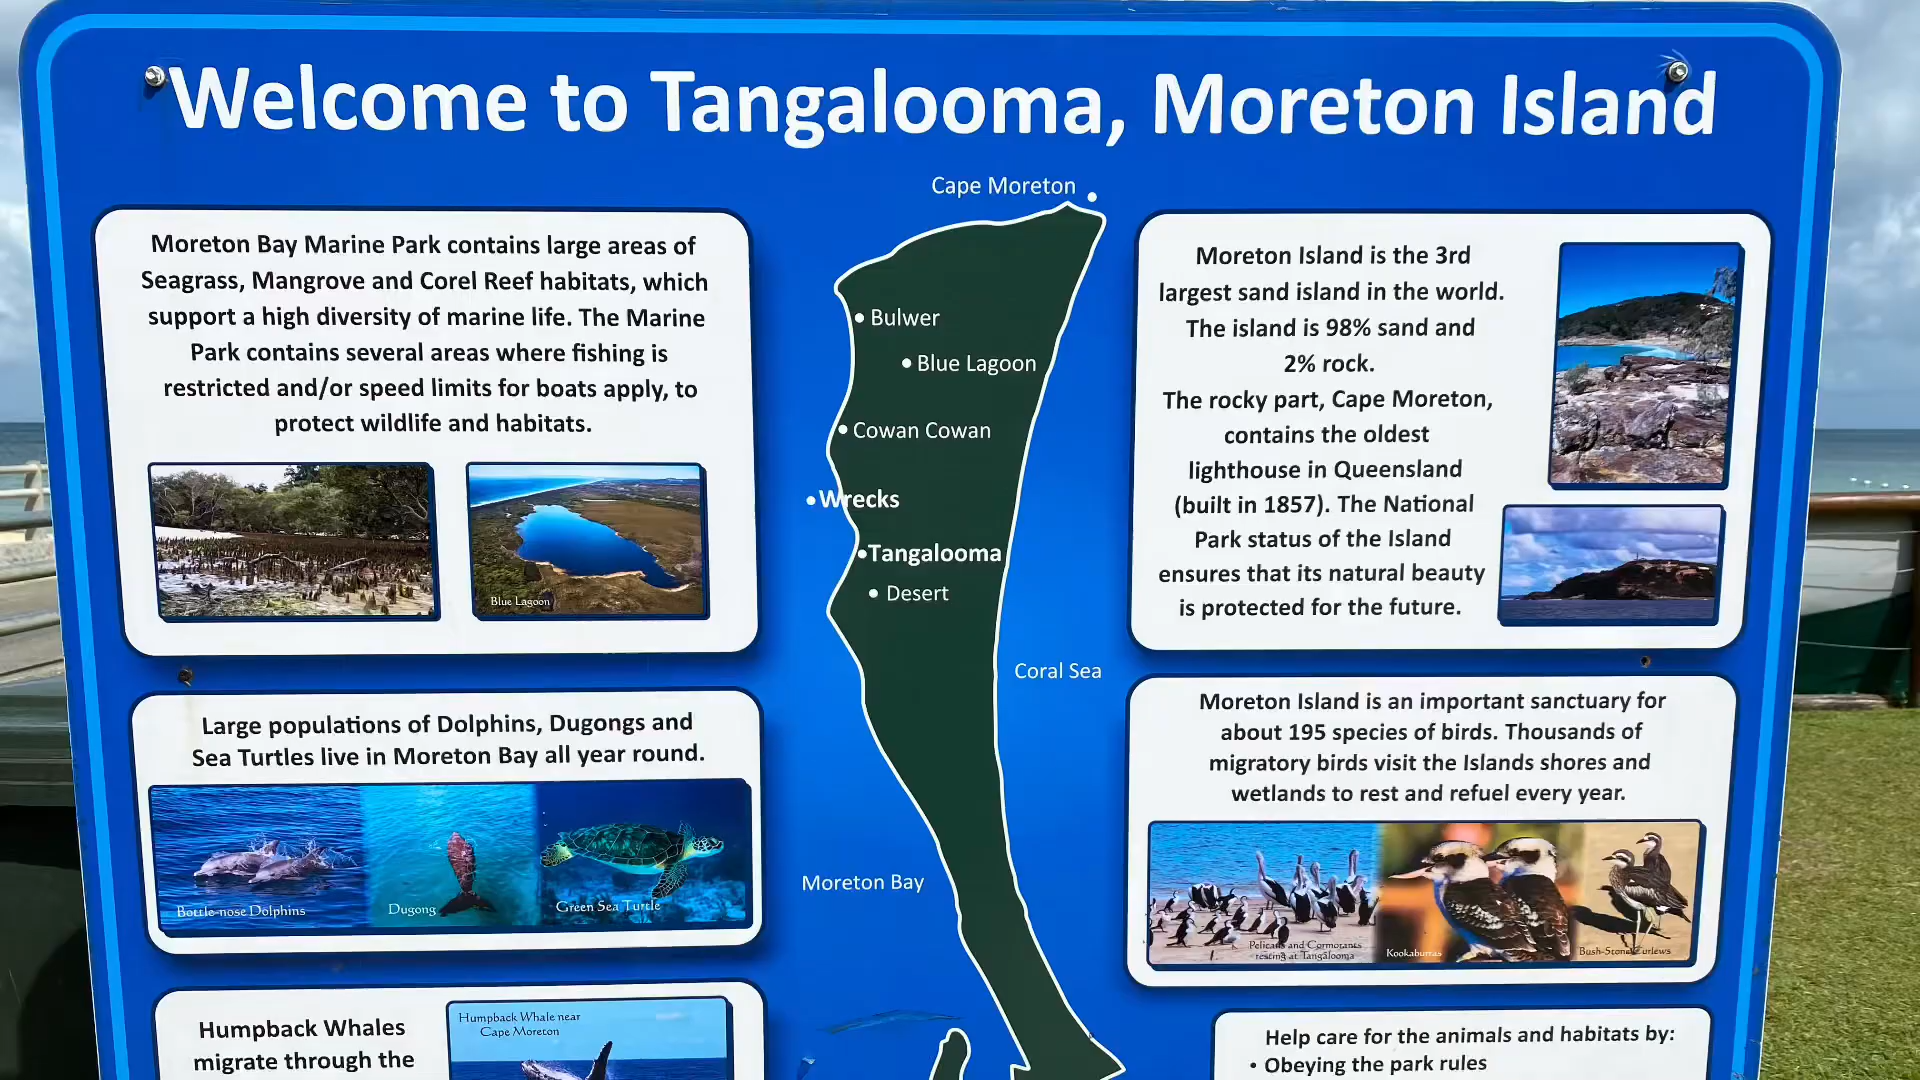 Welcome to Tangalooma, Moreton Island
Moreton Bay Marine Park contains large areas of
Seagrass, Mangrove and Corel Reef habitats, which
support a high diversity of marine life. The Marine
Park contains several areas where fishing is
restricted and/or speed limits for boats apply, to
protect wildlife and habitats.
Blue Lagoon
Large populations of Dolphins, Dugongs and
Sea Turtles live in Moreton Bay all year round.
Bottle-nose Dolphins
Dugong
Green Sea Turtle
Humpback Whales
migrate through the
Humpback Whale near
Cape Moreton
Cape Moreton
Bulwer
Blue Lagoon
Cowan Cowan
Wrecks
Tangalooma
Desert
Coral Sea
Moreton Bay
Moreton Island is the 3rd
largest sand island in the world.
The island is 98% sand and
2% rock.
The rocky part, Cape Moreton,
contains the oldest
lighthouse in Queensland
(built in 1857). The National
Park status of the Island
ensures that its natural beauty
is protected for the future.
Moreton Island is an important sanctuary for
about 195 species of birds. Thousands of
migratory birds visit the Islands shores and
wetlands to rest and refuel every year.
Pelicans and Cormorants
resting at Tangalooma
Kookaburras
Bush-Stone Curlews
Help care for the animals and habitats by:
• Obeying the park rules